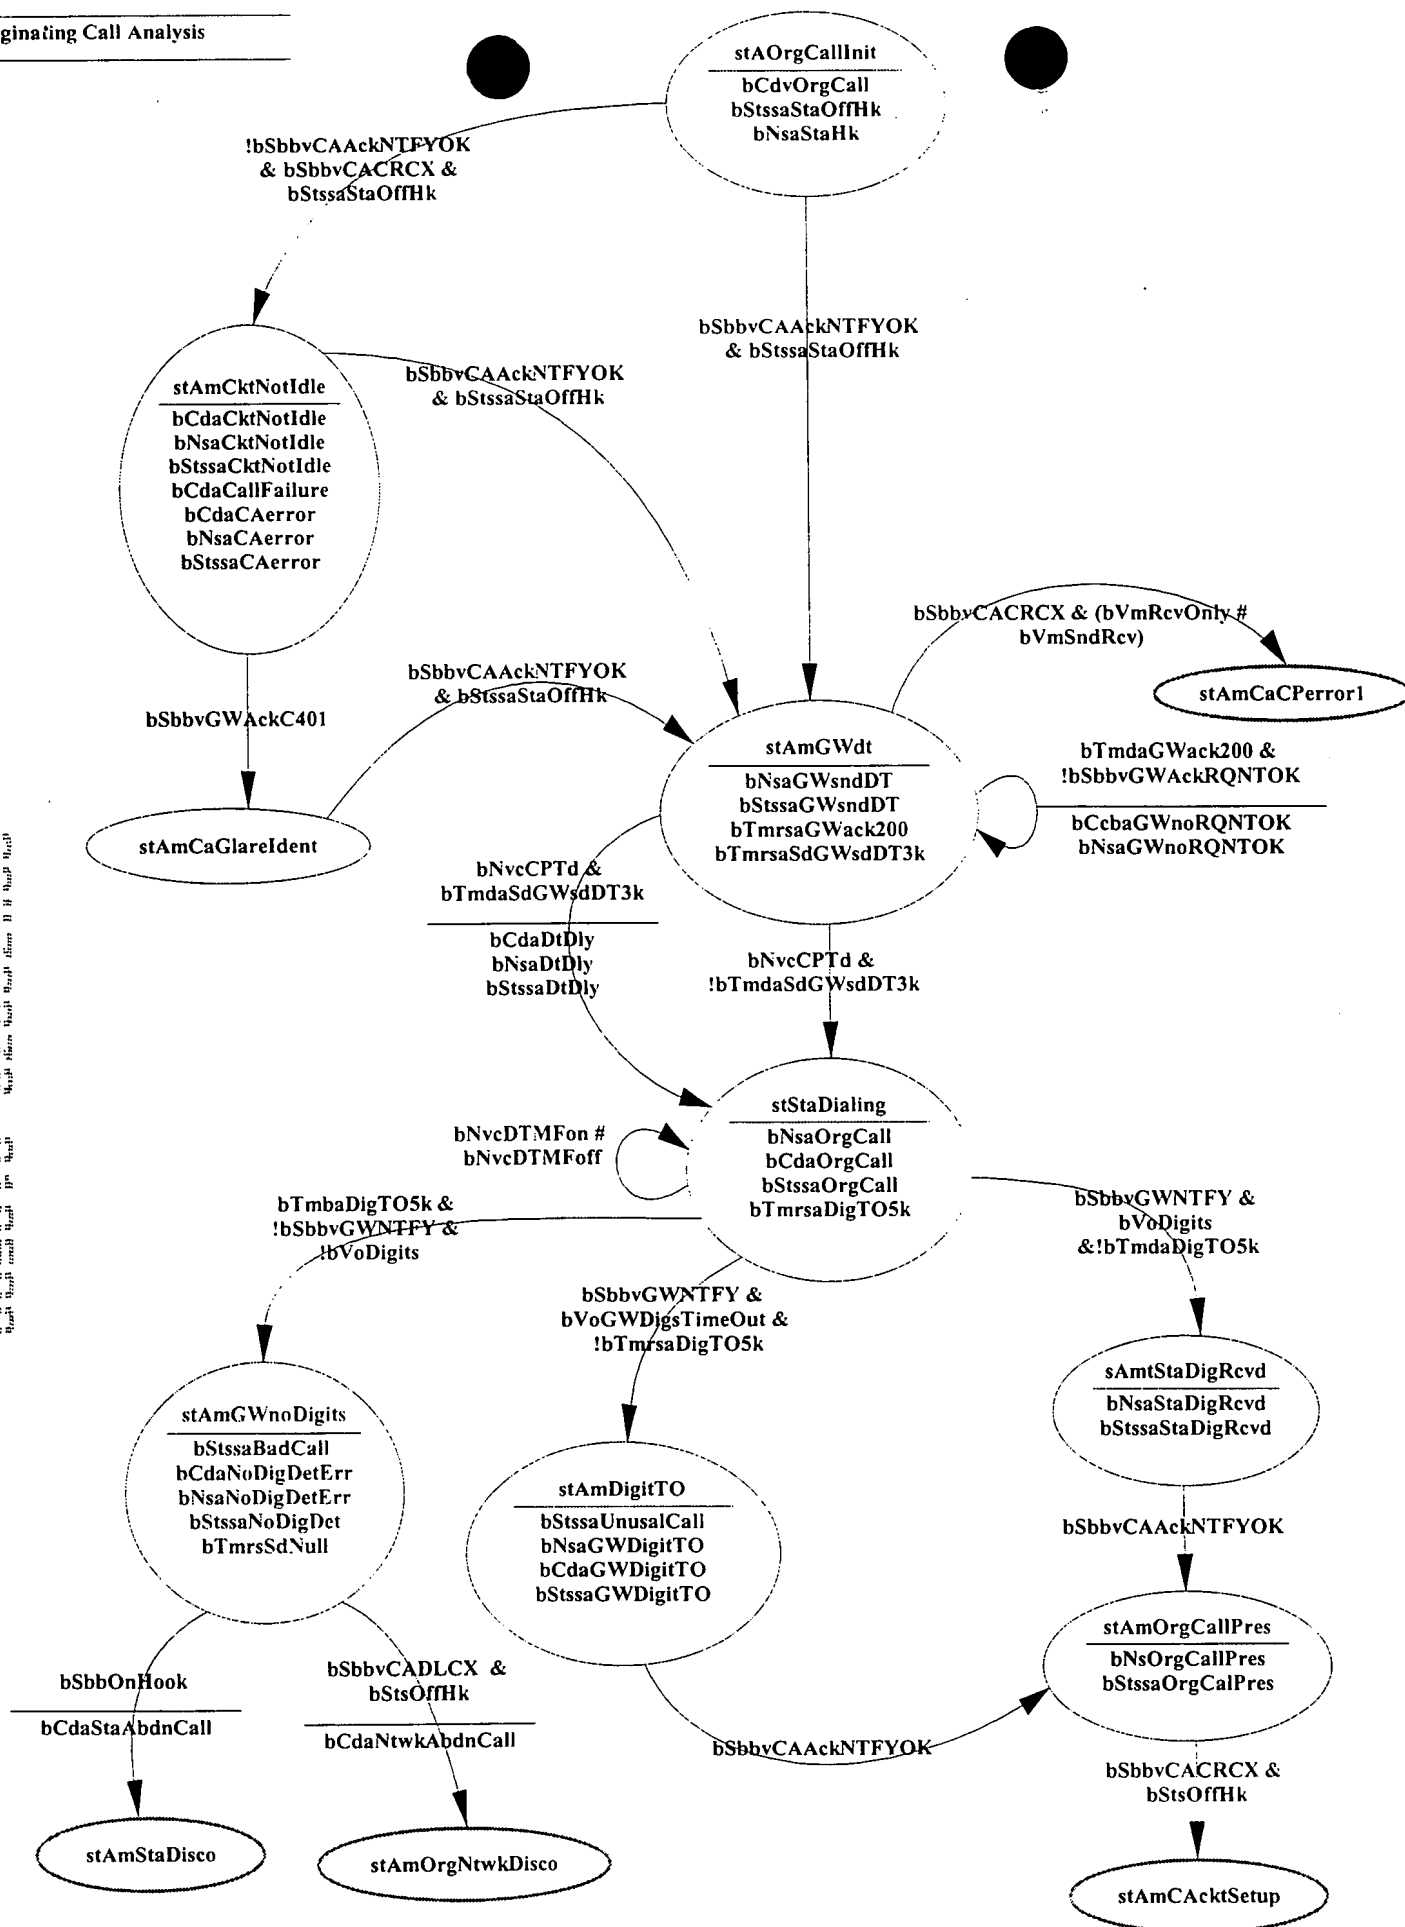 ginating Call Analysis
stAOrgCallInit
bCdvOrgCall
bStssaStaOffHk
bNsaStaHk
!bSbbvCAAckNTFYOK
& bSbbvCACRCX &
bStssaStaOffHk
bSbbvCAAckNTFYOK
& bStssaStaOffHk
stAmCktNotIdle
bCdaCktNotIdle
bNsaCktNotIdle
bStssaCktNotIdle
bCdaCallFailure
bCdaCAerror
bNsaCAerror
bStssaCAerror
bSbbvCAAckNTFYOK
& bStssaStaOffHk
bSbbvCACRCX & (bVmRcvOnly #
bVmSndRcv)
stAmCaCPerror1
bSbbvCAAckNTFYOK
& bStssaStaOffHk
bSbbvGWAckC401
stAmCaGlareIdent
stAmGWdt
bNsaGWsndDT
bStssaGWsndDT
bTmrsaGWack200
bTmrsaSdGWsdDT3k
bTmdaGWack200 &
!bSbbvGWAckRQNTOK
bCcbaGWnoRQNTOK
bNsaGWnoRQNTOK
bNvcCPTd &
bTmdaSdGWsdDT3k
bCdaDtDly
bNsaDtDly
bStssaDtDly
bNvcCPTd &
!bTmdaSdGWsdDT3k
stStaDialing
bNsaOrgCall
bCdaOrgCall
bStssaOrgCall
bTmrsaDigTO5k
bNvcDTMFon #
bNvcDTMFoff
bTmbaDigTO5k &
!bSbbvGWNTFY &
!bVoDigits
bSbbvGWNTFY &
bVoDigits
&!bTmdaDigTO5k
bSbbvGWNTFY &
bVoGWDigsTimeOut &
!bTmrsaDigTO5k
sAmtStaDigRcvd
bNsaStaDigRcvd
bStssaStaDigRcvd
stAmGWnoDigits
bStssaBadCall
bCdaNoDigDetErr
bNsaNoDigDetErr
bStssaNoDigDet
bTmrsSdNull
stAmDigitTO
bStssaUnusalCall
bNsaGWDigitTO
bCdaGWDigitTO
bStssaGWDigitTO
bSbbvCAAckNTFYOK
stAmOrgCallPres
bNsOrgCallPres
bStssaOrgCalPres
bSbbOnHook
bCdaStaAbdnCall
bSbbvCADLCX &
bStsOffHk
bCdaNtwkAbdnCall
bSbbvCAAckNTFYOK
bSbbvCACRCX &
bStsOffHk
stAmStaDisco
stAmOrgNtwkDisco
stAmCAcktSetup